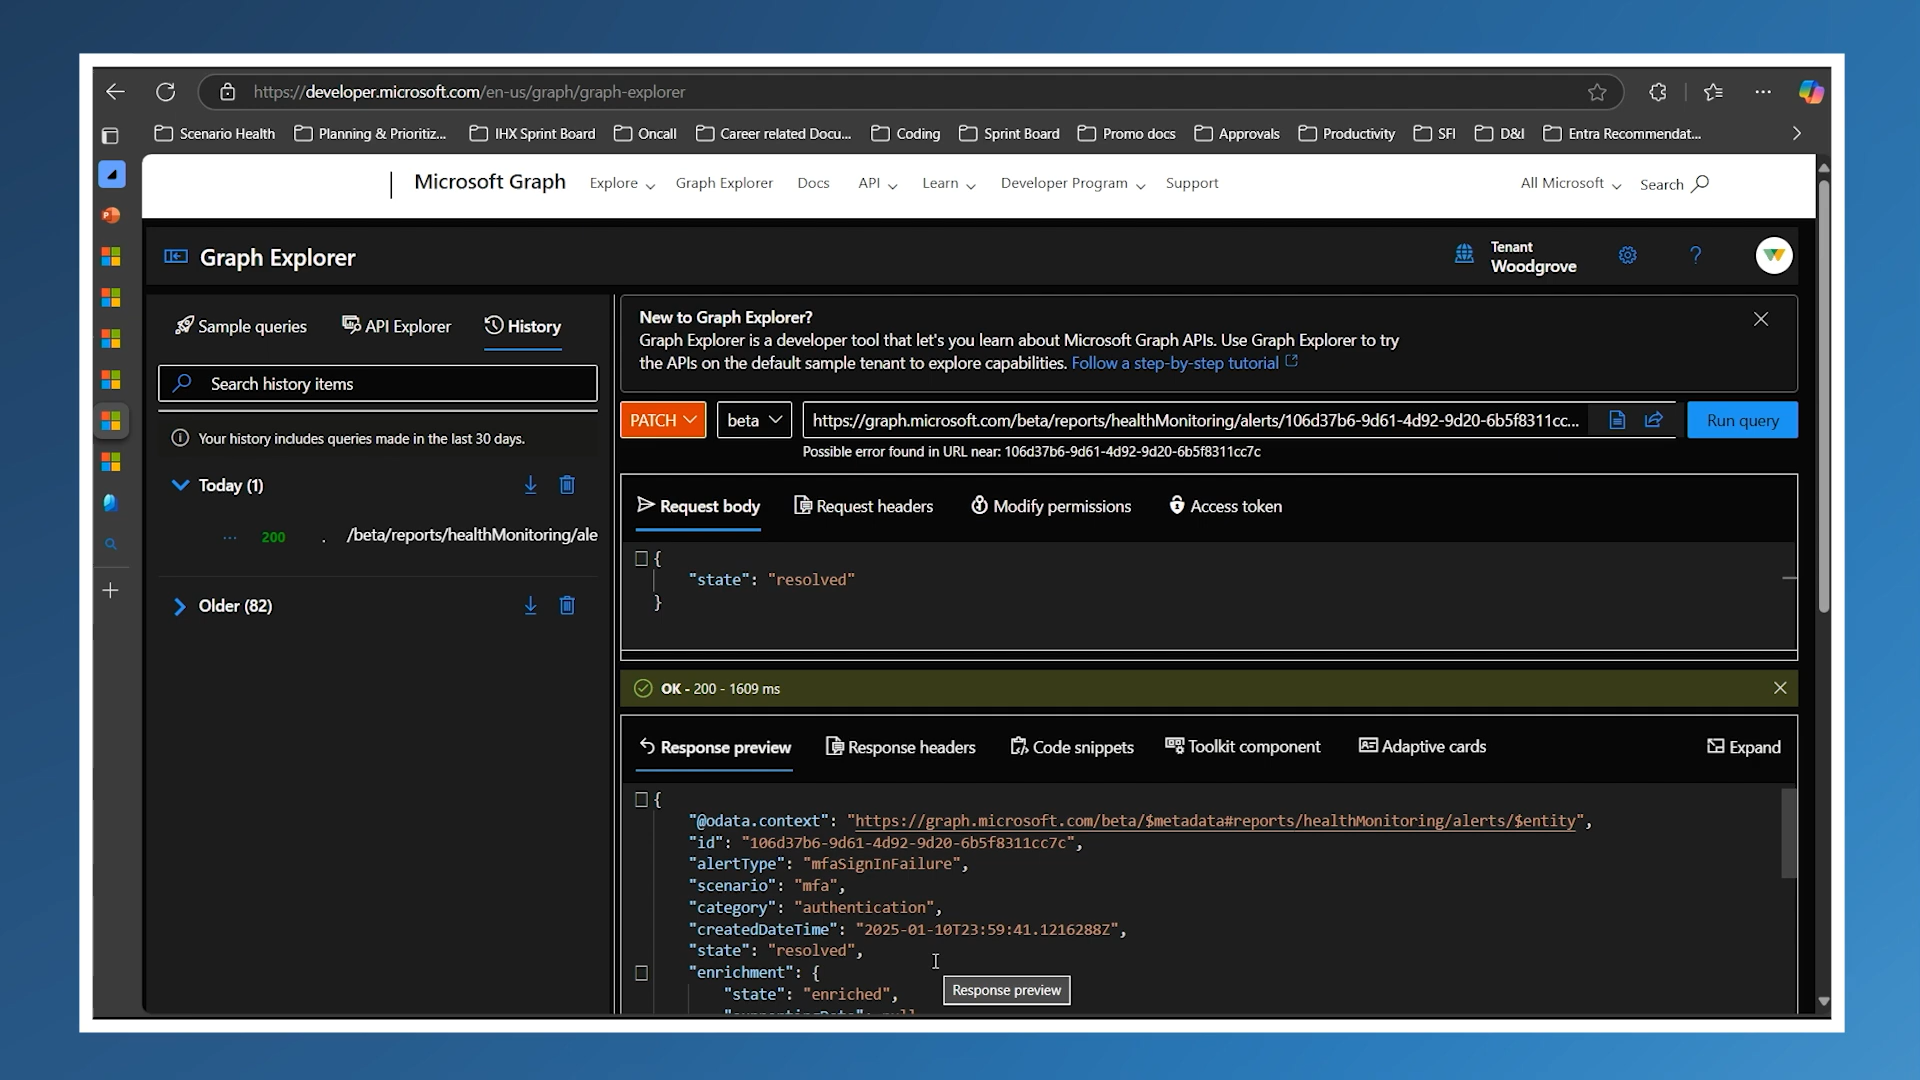 https://developer.microsoft.com/en-us/graph/graph-explorer
Scenario Health
Planning & Prioritiz...
IHX Sprint Board
Oncall
Career related Docu...
Coding
Sprint Board
Promo docs
Approvals
Productivity
SFI
D&I
Entra Recommendat...
Microsoft Graph
Explore
Graph Explorer
Docs
API
Learn
Developer Program
Support
All Microsoft
Search
Graph Explorer
Tenant
Woodgrove
Sample queries
API Explorer
History
Search history items
Your history includes queries made in the last 30 days.
Today (1)
... 200 . /beta/reports/healthMonitoring/ale
Older (82)
New to Graph Explorer?
Graph Explorer is a developer tool that let's you learn about Microsoft Graph APIs. Use Graph Explorer to try
the APIs on the default sample tenant to explore capabilities. Follow a step-by-step tutorial
PATCH
beta
https://graph.microsoft.com/beta/reports/healthMonitoring/alerts/106d37b6-9d61-4d92-9d20-6b5f8311cc...
Run query
Possible error found in URL near: 106d37b6-9d61-4d92-9d20-6b5f8311cc7c
Request body
Request headers
Modify permissions
Access token
{
"state": "resolved"
}
OK - 200 - 1609 ms
Response preview
Response headers
Code snippets
Toolkit component
Adaptive cards
Expand
{
"@odata.context": "https://graph.microsoft.com/beta/$metadata#reports/healthMonitoring/alerts/$entity",
"id": "106d37b6-9d61-4d92-9d20-6b5f8311cc7c",
"alertType": "mfaSignInFailure",
"scenario": "mfa",
"category": "authentication",
"createdDateTime": "2025-01-10T23:59:41.1216288Z",
"state": "resolved",
"enrichment": {
"state": "enriched",
Response preview